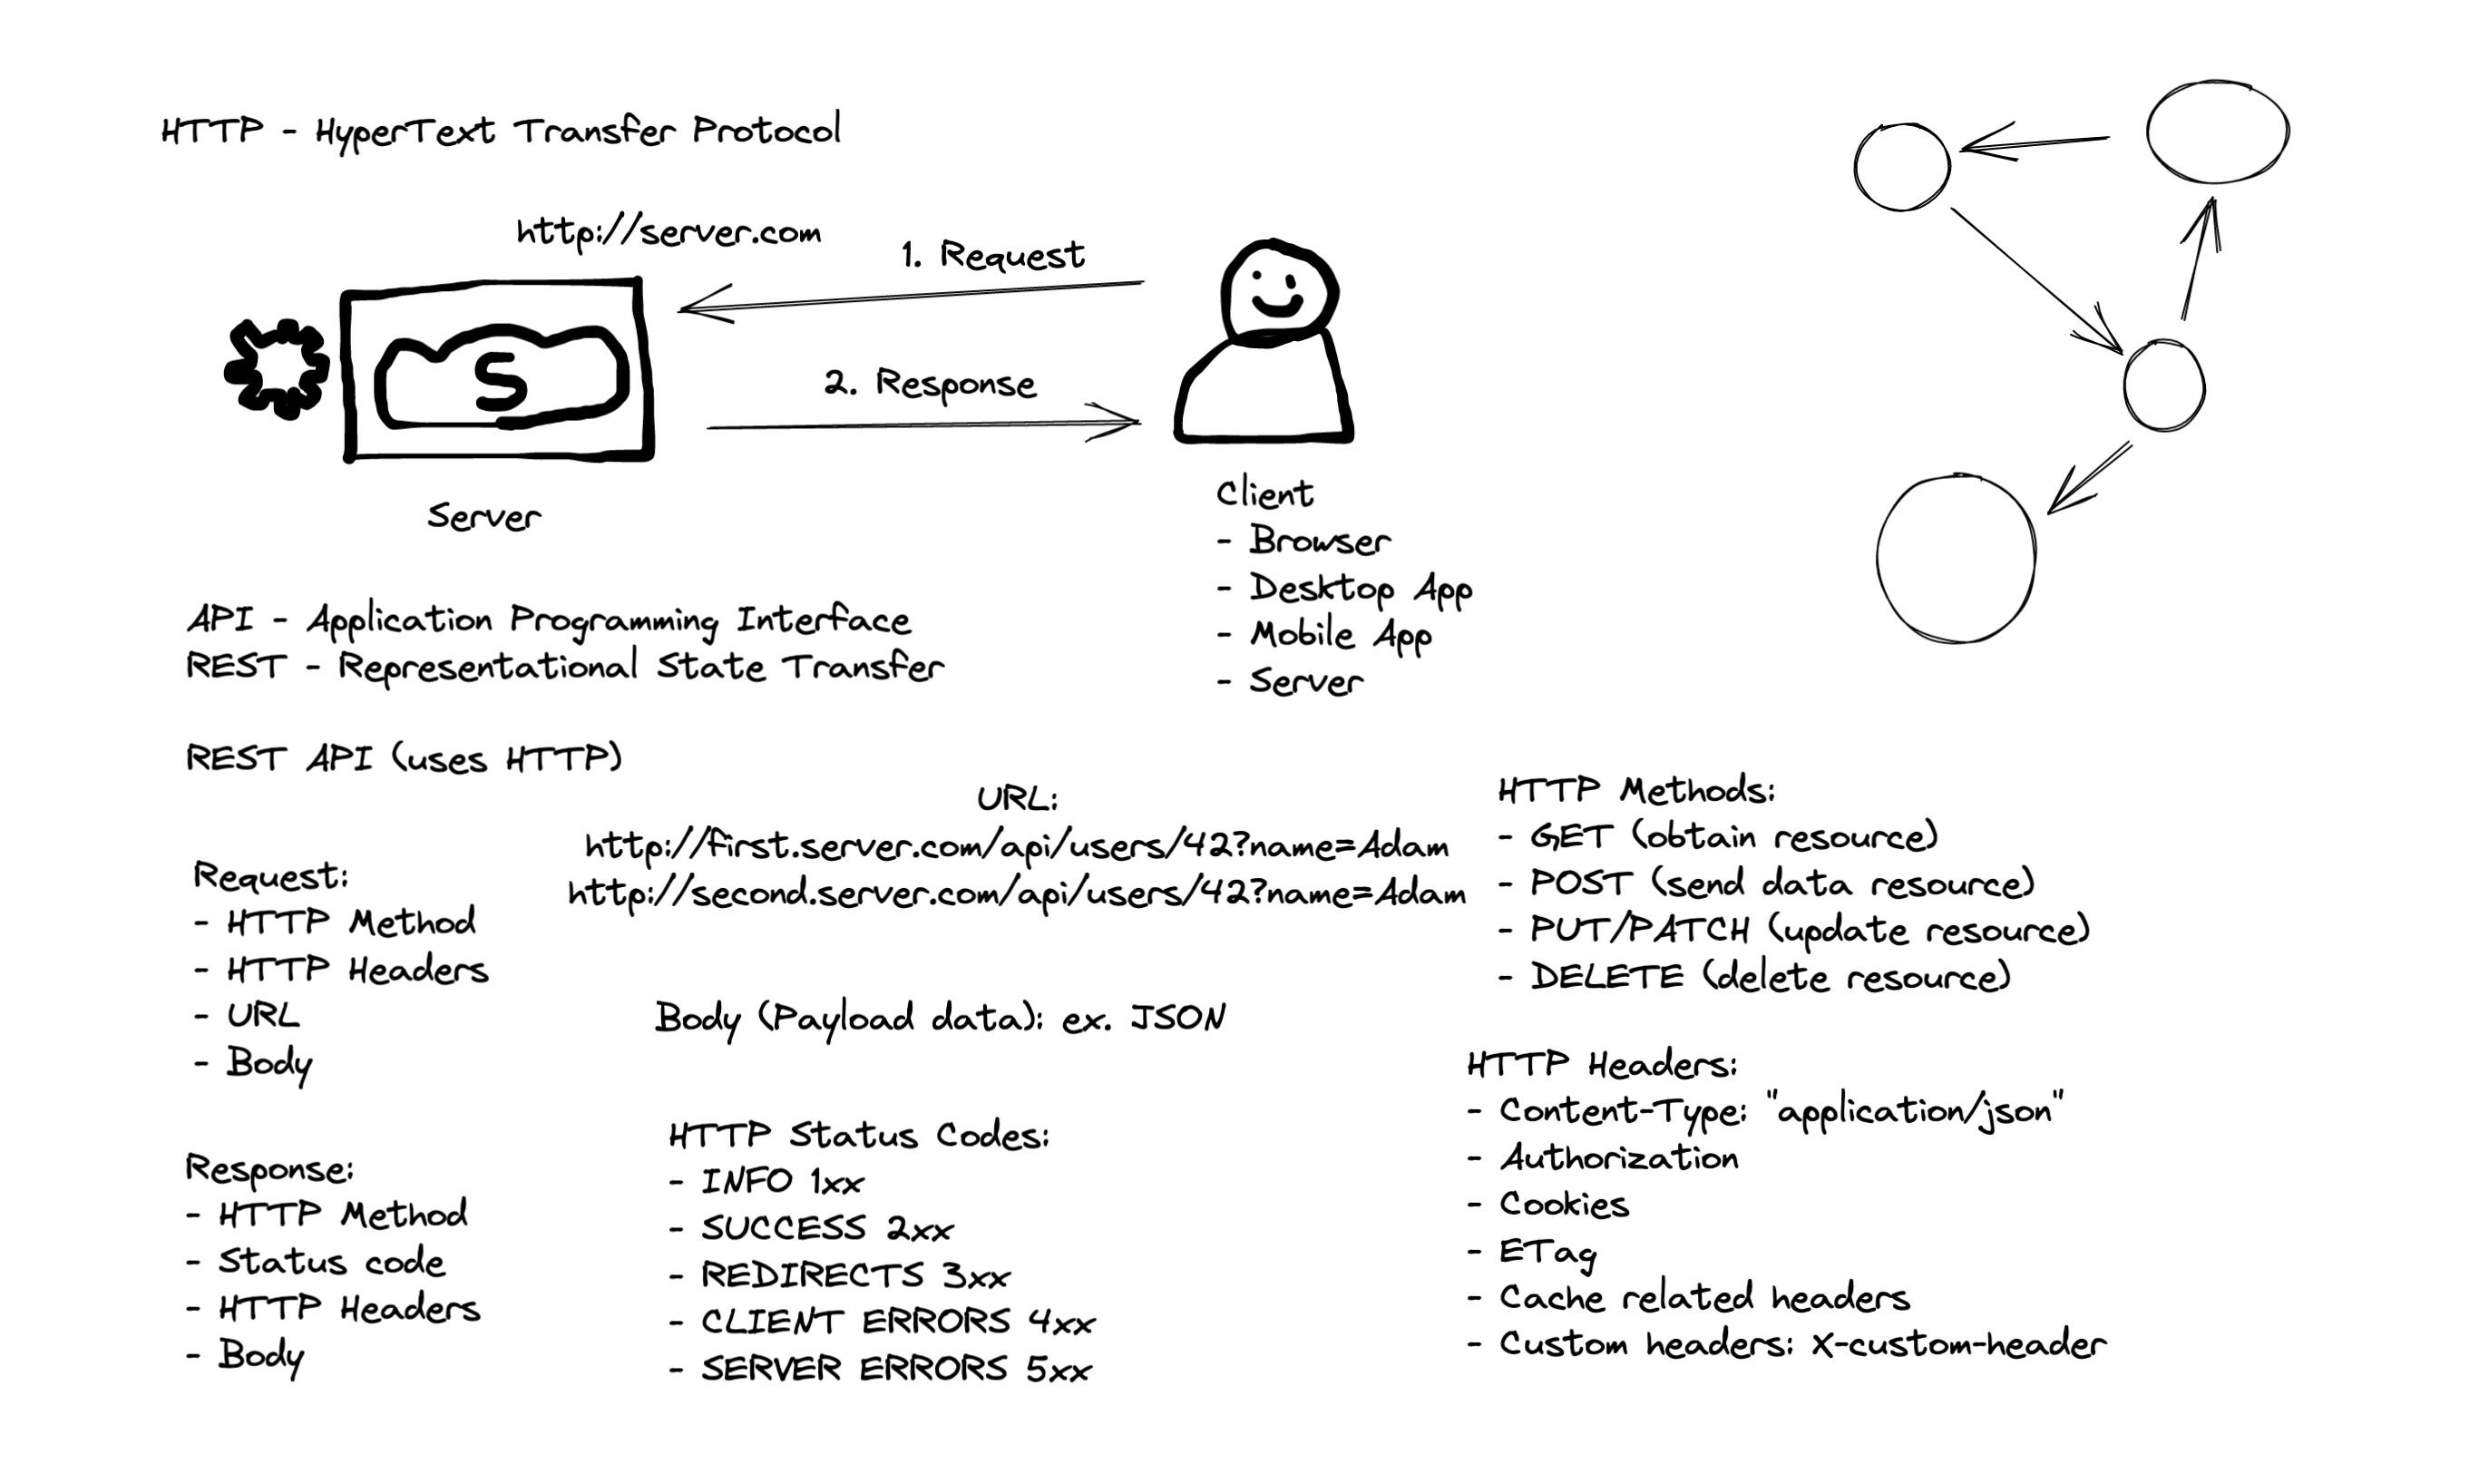 HTTP - HyperText Transfer Protocol
http://server.com
1. Request
S
2. Response
Server
Client
- Browser
- Desktop App
- Mobile App
- Server
API - Application Programming Interface
REST - Representational State Transfer
REST API (uses HTTP)
URL:
http://first.server.com/api/users/42?name=Adam
http://second.server.com/api/users/42?name=Adam
HTTP Methods:
- GET (obtain resource)
- POST (send data resource)
- PUT/PATCH (update resource)
- DELETE (delete resource)
Request:
- HTTP Method
- HTTP Headers
- URL
- Body
Body (Payload data): ex. JSON
HTTP Headers:
- Content-Type: "application/json"
- Authorization
- Cookies
- ETag
- Cache related headers
- Custom headers: X-custom-header
Response:
- HTTP Method
- Status code
- HTTP Headers
- Body
HTTP Status Codes:
- INFO 1xx
- SUCCESS 2xx
- REDIRECTS 3xx
- CLIENT ERRORS 4xx
- SERVER ERRORS 5xx